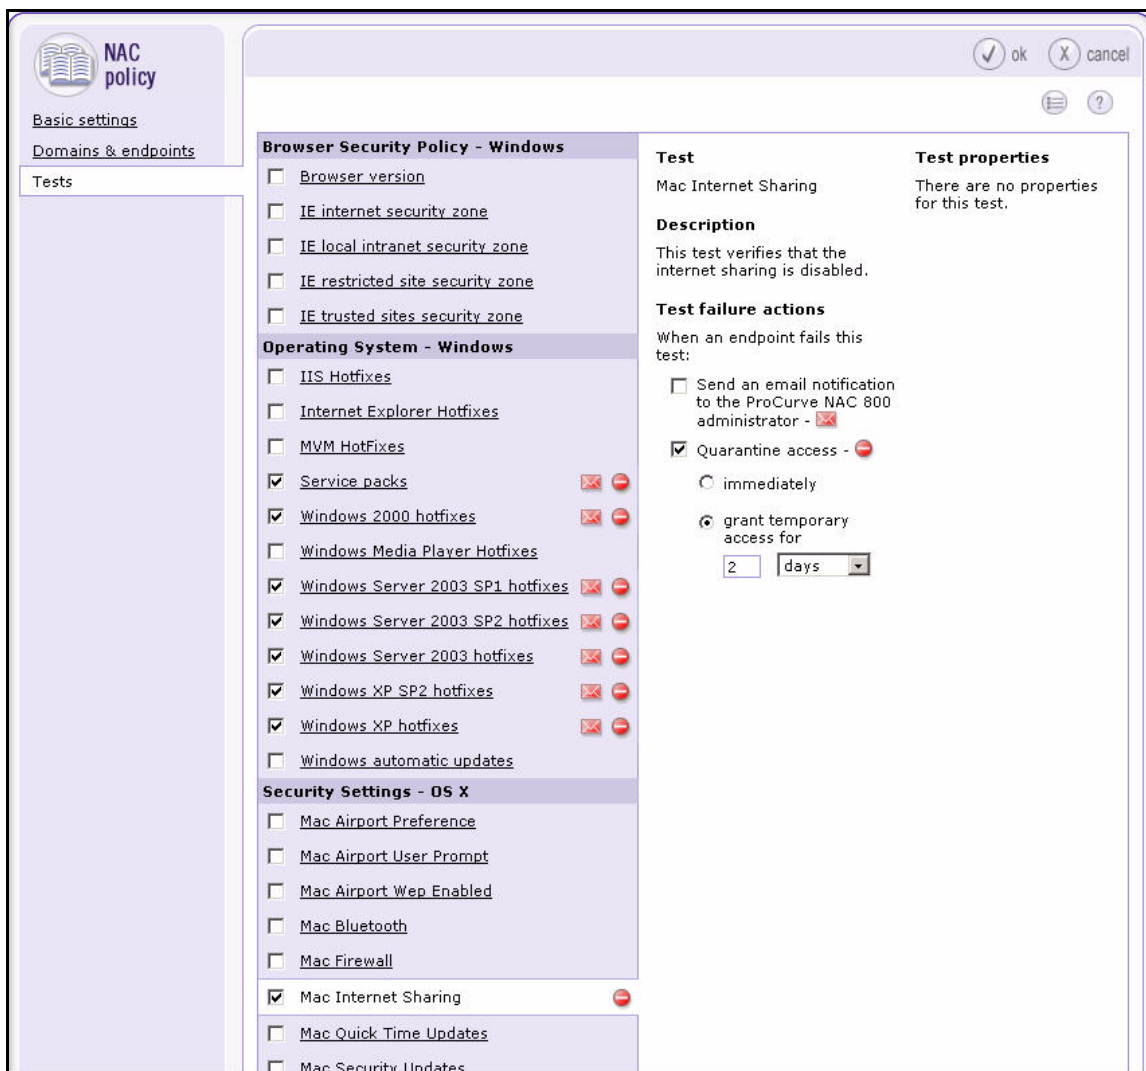 NAC
policy
ok
cancel
Basic settings
Domains & endpoints
Tests
Browser Security Policy - Windows
Browser version
IE internet security zone
IE local intranet security zone
IE restricted site security zone
IE trusted sites security zone
Operating System - Windows
IIS Hotfixes
Internet Explorer Hotfixes
MVM HotFixes
Service packs
Windows 2000 hotfixes
Windows Media Player Hotfixes
Windows Server 2003 SP1 hotfixes
Windows Server 2003 SP2 hotfixes
Windows Server 2003 hotfixes
Windows XP SP2 hotfixes
Windows XP hotfixes
Windows automatic updates
Security Settings - OS X
Mac Airport Preference
Mac Airport User Prompt
Mac Airport Wep Enabled
Mac Bluetooth
Mac Firewall
Mac Internet Sharing
Mac Quick Time Updates
Mac Security Updates
Test
Mac Internet Sharing
Description
This test verifies that the
internet sharing is disabled.
Test failure actions
When an endpoint fails this
test:
Send an email notification
to the ProCurve NAC 800
administrator -
Quarantine access -
immediately
grant temporary
access for
2 days
Test properties
There are no properties
for this test.